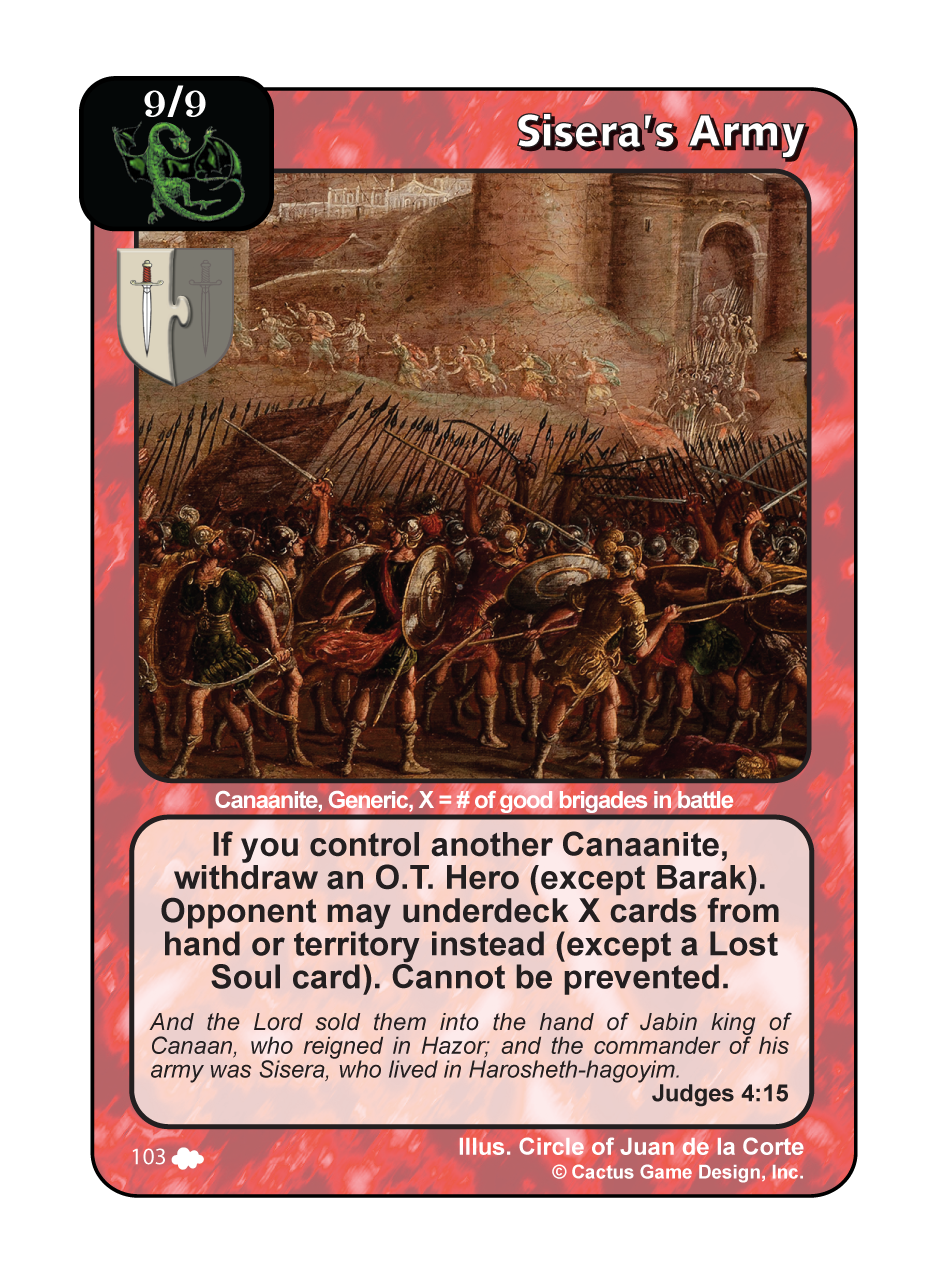 9/9
Sisera's Army
Canaanite, Generic, X = # of good brigades in battle
If you control another Canaanite,
withdraw an O.T. Hero (except Barak).
Opponent may underdeck X cards from
hand or territory instead (except a Lost
Soul card). Cannot be prevented.
And the Lord sold them into the hand of Jabin king of
Canaan, who reigned in Hazor; and the commander of his
army was Sisera, who lived in Harosheth-hagoyim.
Judges 4:15
103
Illus. Circle of Juan de la Corte
© Cactus Game Design, Inc.